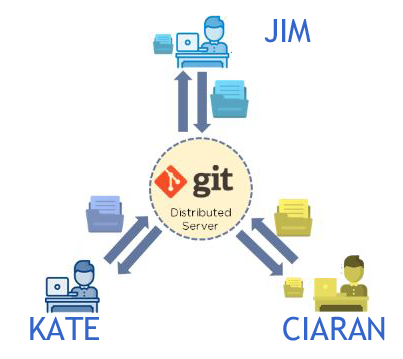 JIM
git
Distributed
Server
KATE
CIARAN